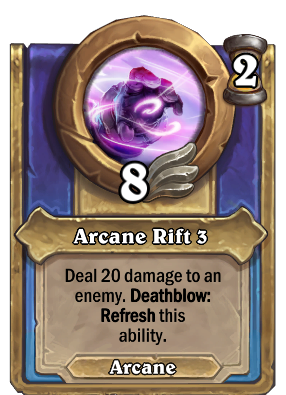 2
8
Arcane Rift 3
Deal 20 damage to an
enemy. Deathblow:
Refresh this
ability.
Arcane